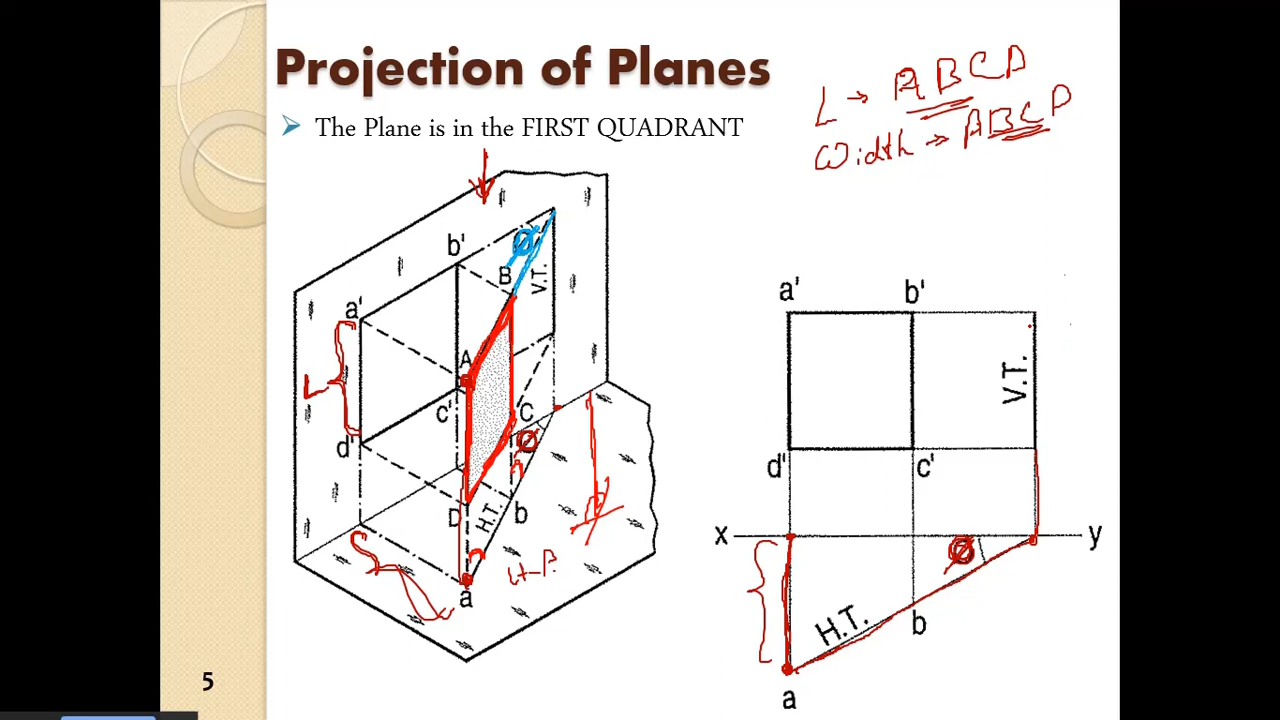 Projection of Planes
The Plane is in the FIRST QUADRANT
L → ABCD
Width → ABCD
b'
B
Ø
V.T.
a'
A
L
c'
C
Ø
d'
D
H.T.
b
a
a'
b'
V.T.
d'
c'
x
y
Ø
H.T.
b
a
5